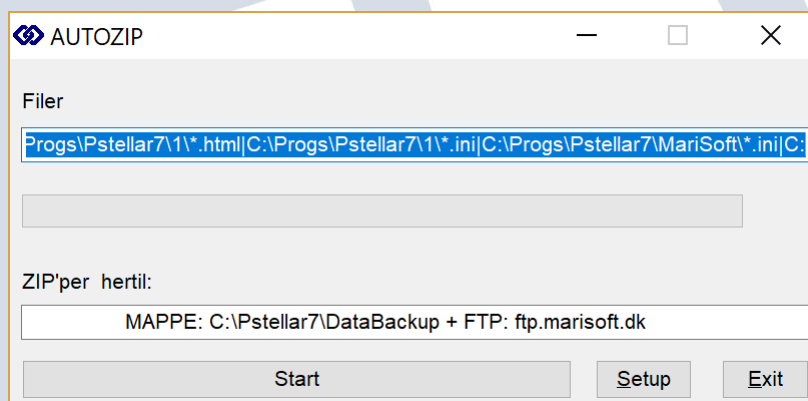 AUTOZIP
Filer
Progs\Pstellar7\1\*.html|C:\Progs\Pstellar7\1\*.ini|C:\Progs\Pstellar7\MariSoft\*.ini|C:
ZIP'per hertil:
MAPPE: C:\Pstellar7\DataBackup + FTP: ftp.marisoft.dk
Start Setup Exit